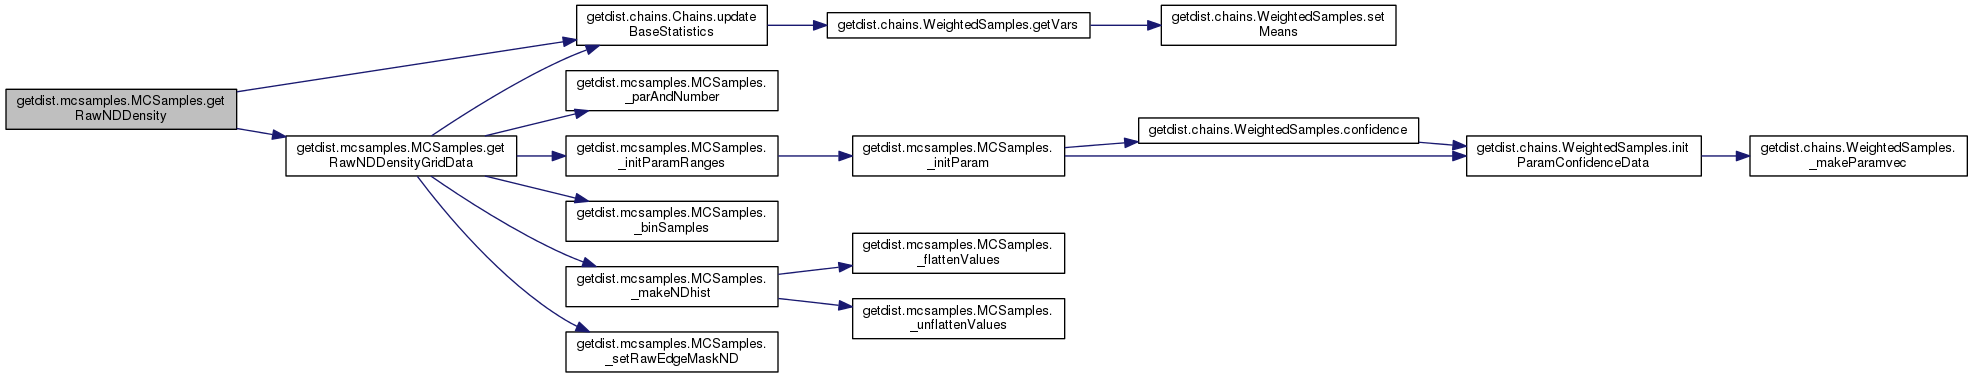 getdist.mcsamples.MCSamples.get
RawNDDensity
getdist.mcsamples.MCSamples.get
RawNDDensityGridData
getdist.chains.Chains.update
BaseStatistics
getdist.chains.WeightedSamples.getVars
getdist.chains.WeightedSamples.set
Means
getdist.mcsamples.MCSamples.
_parAndNumber
getdist.mcsamples.MCSamples.
_initParamRanges
getdist.mcsamples.MCSamples.
_initParam
getdist.chains.WeightedSamples.confidence
getdist.chains.WeightedSamples.init
ParamConfidenceData
getdist.chains.WeightedSamples.
_makeParamvec
getdist.mcsamples.MCSamples.
_binSamples
getdist.mcsamples.MCSamples.
_makeNDhist
getdist.mcsamples.MCSamples.
_flattenValues
getdist.mcsamples.MCSamples.
_unflattenValues
getdist.mcsamples.MCSamples.
_setRawEdgeMaskND